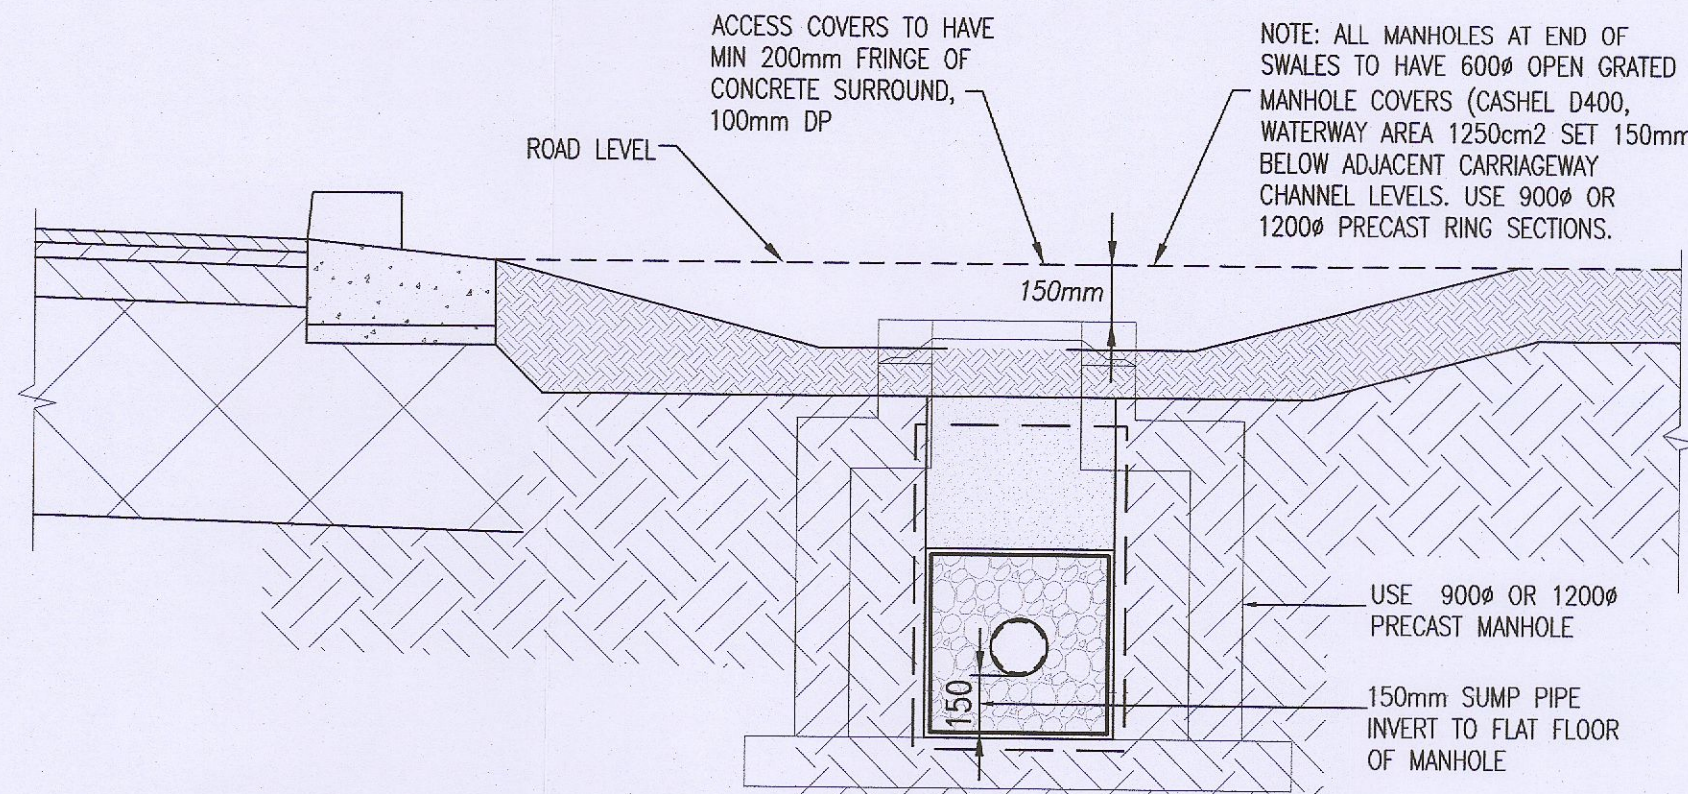 ACCESS COVERS TO HAVE
MIN 200mm FRINGE OF
CONCRETE SURROUND,
100mm DP
NOTE: ALL MANHOLES AT END OF
SWALES TO HAVE 600ø OPEN GRATED
MANHOLE COVERS (CASHEL D400,
WATERWAY AREA 1250cm2 SET 150mm
BELOW ADJACENT CARRIAGEWAY
CHANNEL LEVELS. USE 900ø OR
1200ø PRECAST RING SECTIONS.
ROAD LEVEL
150mm
USE 900ø OR 1200ø
PRECAST MANHOLE
150
150mm SUMP PIPE
INVERT TO FLAT FLOOR
OF MANHOLE